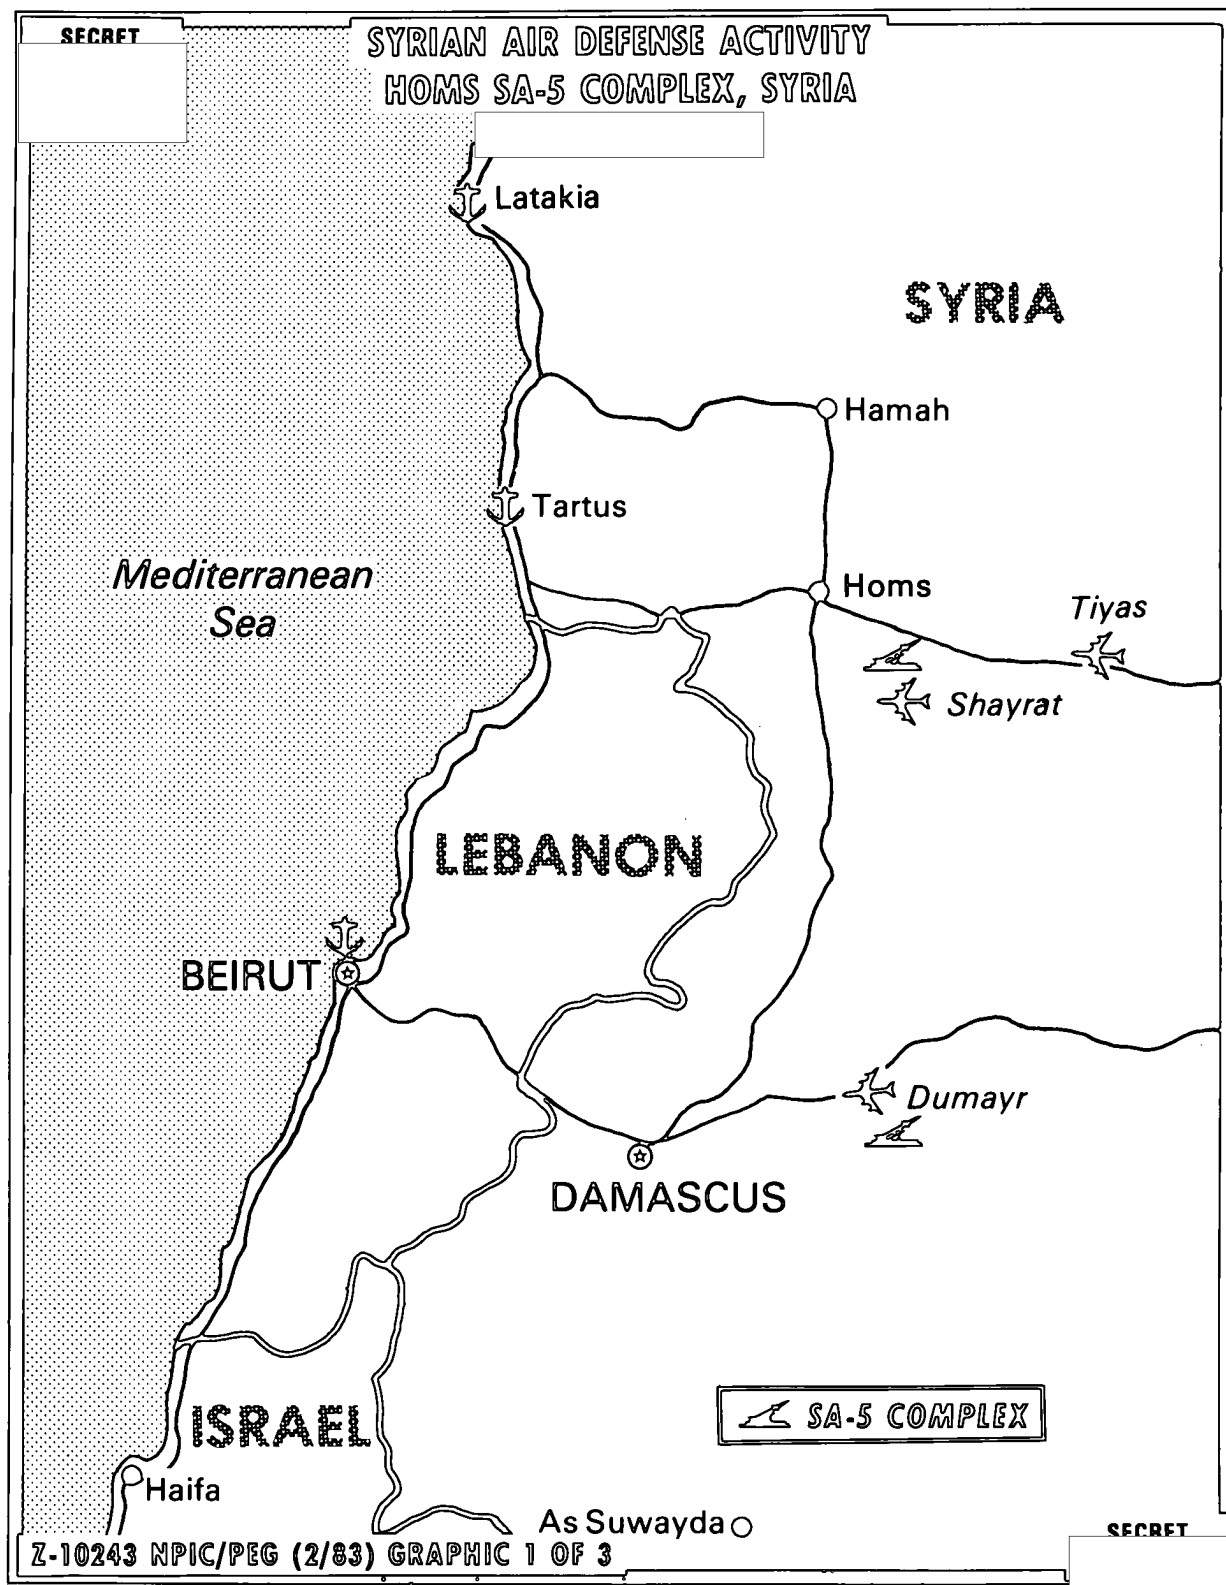 SECRET
SYRIAN AIR DEFENSE ACTIVITY
HOMS SA-5 COMPLEX, SYRIA
Latakia
SYRIA
Hamah
Tartus
Mediterranean
Sea
Homs
Tiyas
Shayrat
LEBANON
BEIRUT
Dumayr
DAMASCUS
ISRAEL
SA-5 COMPLEX
Haifa
As Suwayda
SECRET
Z-10243 NPIC/PEG (2/83) GRAPHIC 1 OF 3